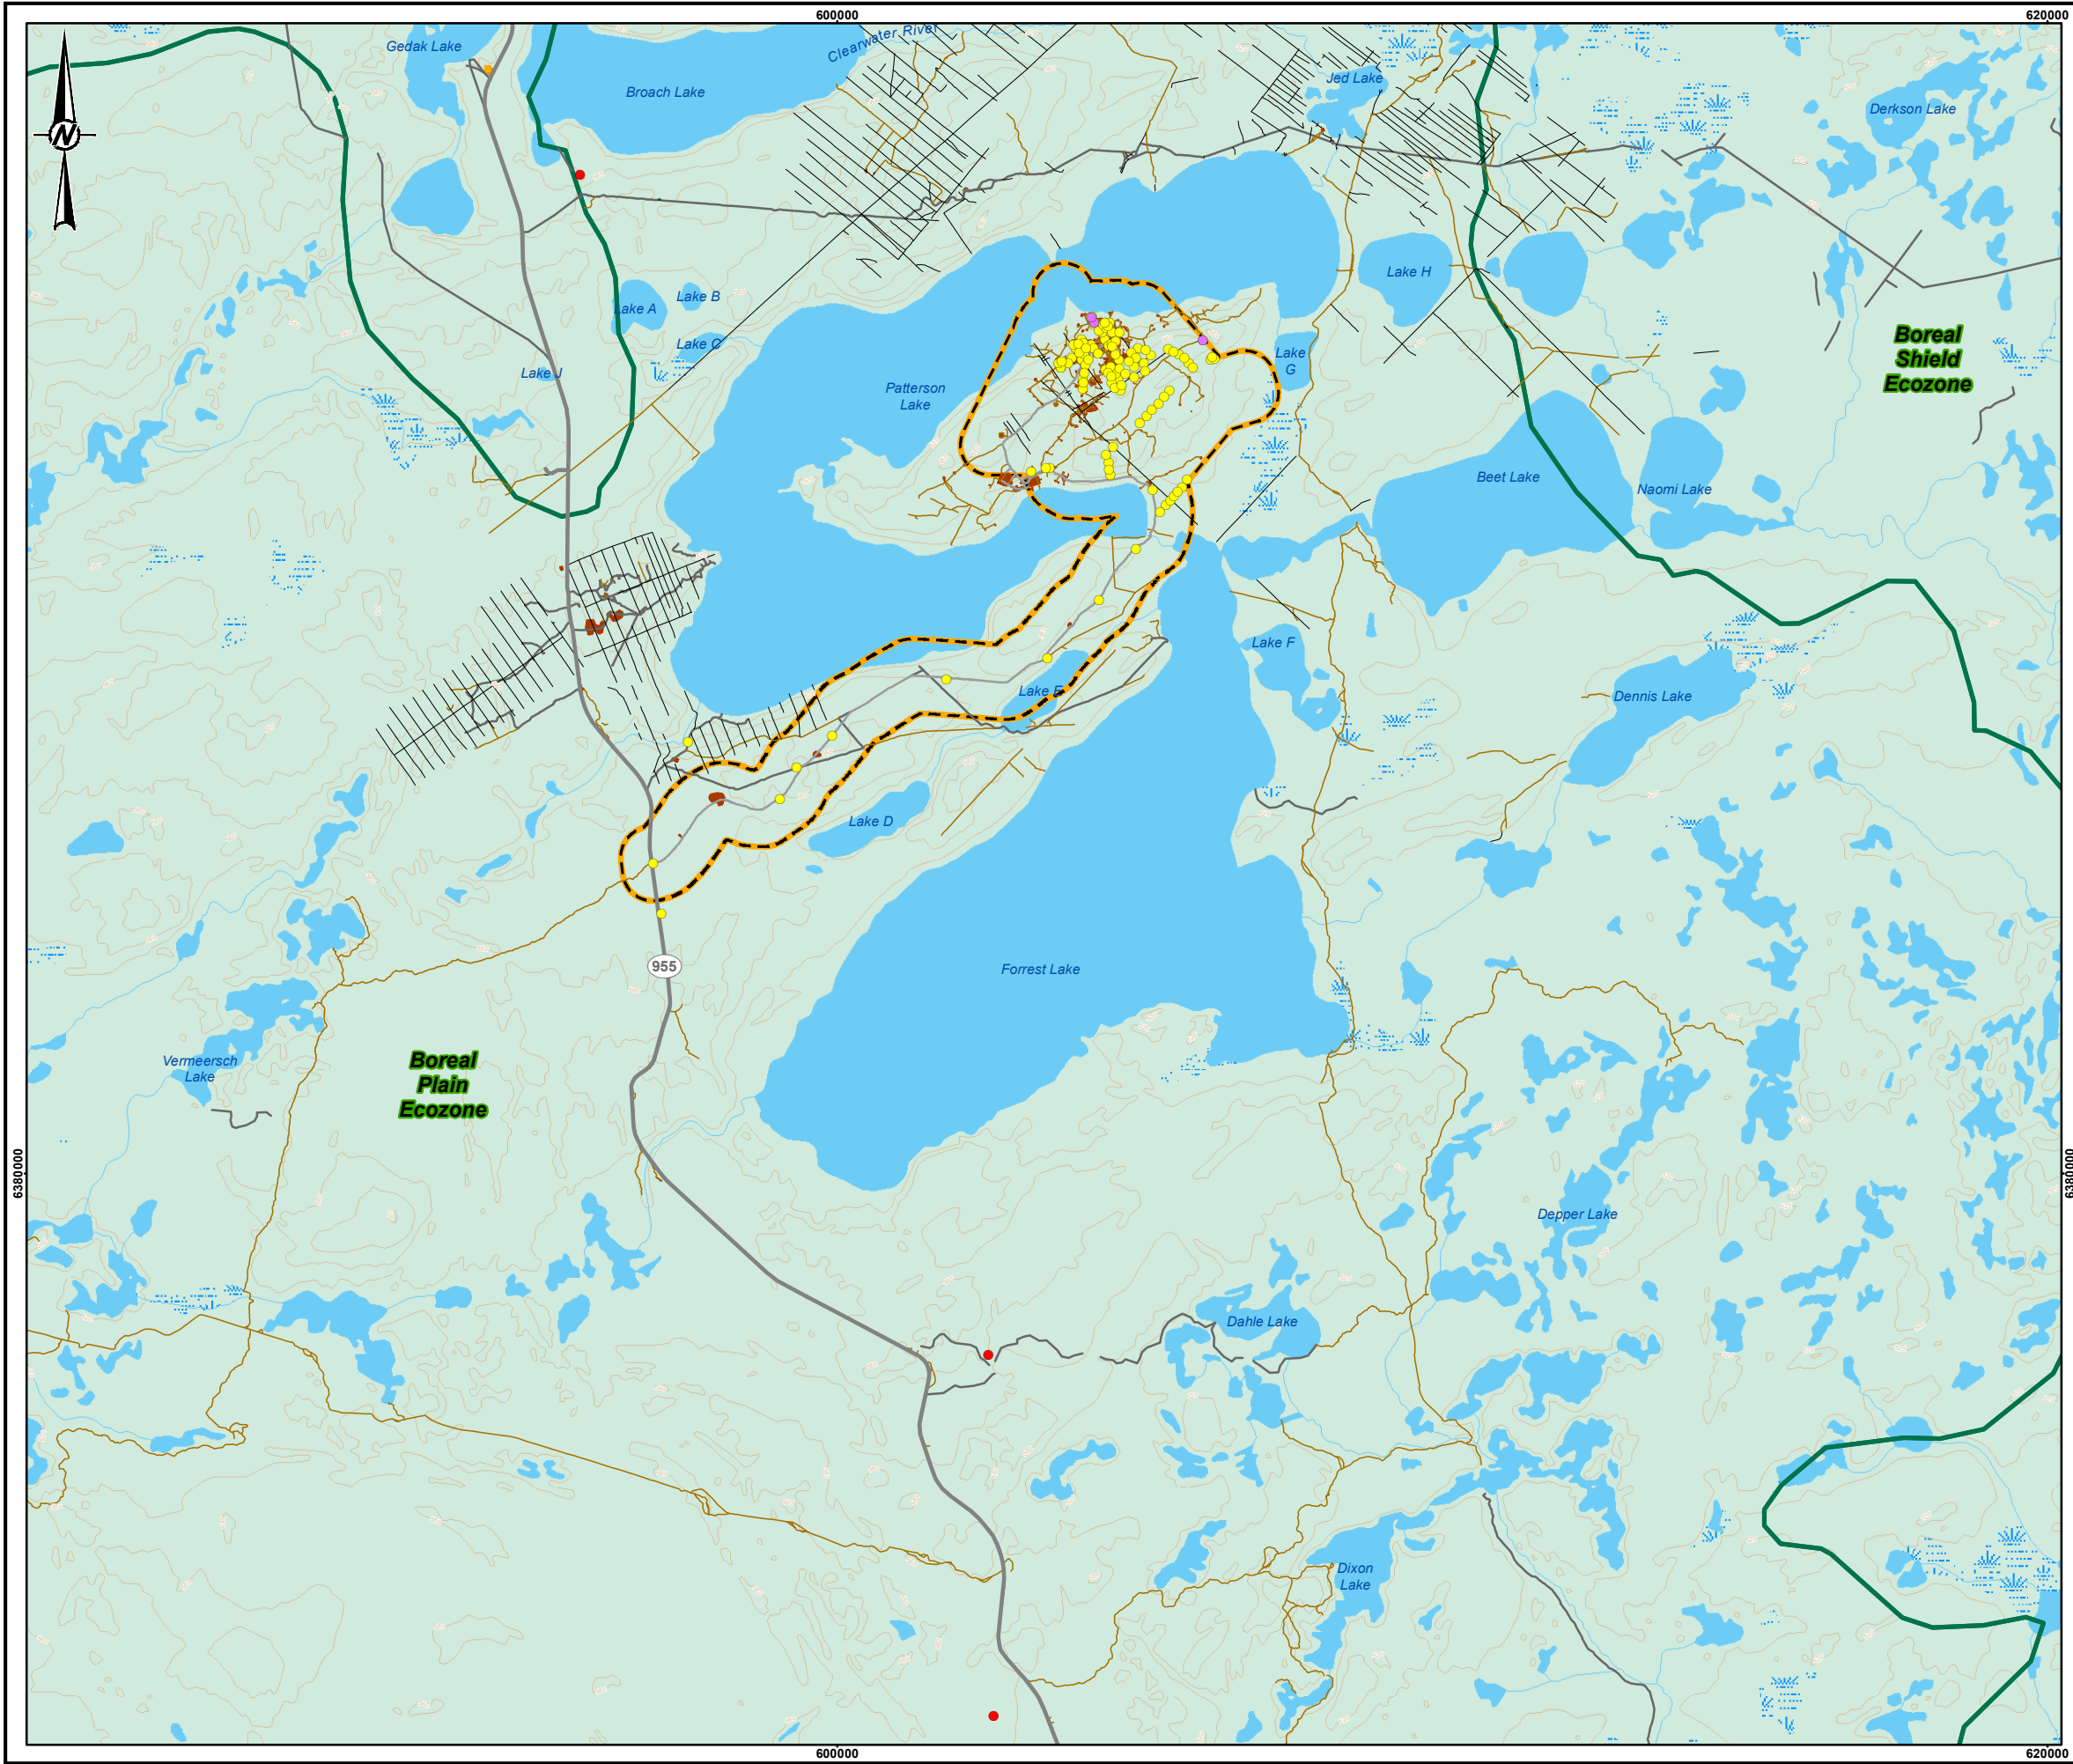 600000
620000
Gedak Lake
Clearwater River
Broach Lake
Jed Lake
Derkson Lake
N
Lake H
Lake B
Lake A
Boreal
Shield
Ecozone
Lake C
Lake
G
Lake J
Patterson
Lake
Beet Lake
Naomi Lake
Lake F
Lake E
Dennis Lake
Lake D
955
Forrest Lake
Vermeersch
Lake
Boreal
Plain
Ecozone
6380000
6380000
Depper Lake
Dahle Lake
Dixon
Lake
600000
620000